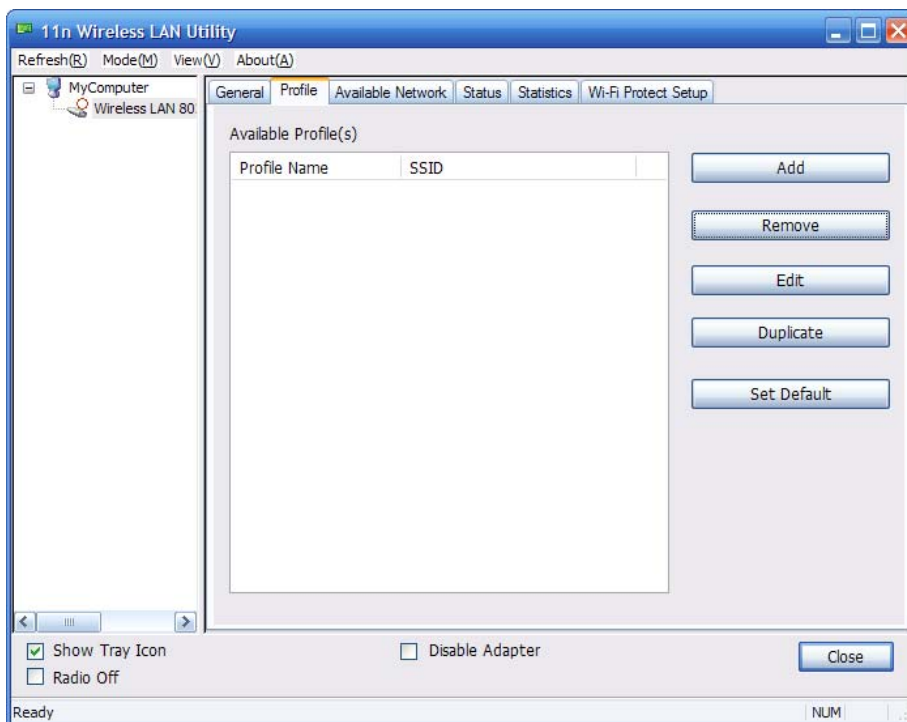 11n Wireless LAN Utility
Refresh(R) Mode(M) View(V) About(A)
MyComputer
Wireless LAN 80
General Profile Available Network Status Statistics Wi-Fi Protect Setup
Available Profile(s)
Profile Name SSID
Add
Remove
Edit
Duplicate
Set Default
Show Tray Icon
Disable Adapter
Radio Off
Close
Ready
NUM